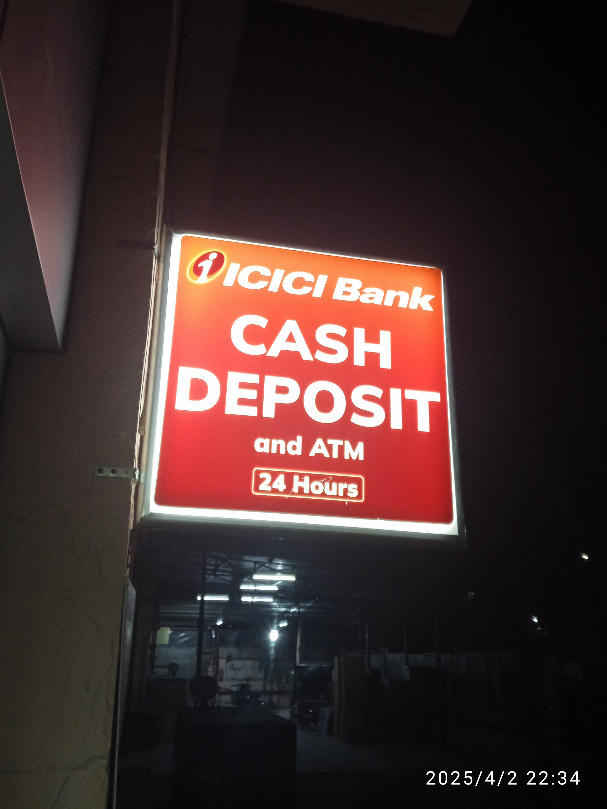 i ICICI Bank
CASH
DEPOSIT
and ATM
24 Hours
2025/4/2 22:34